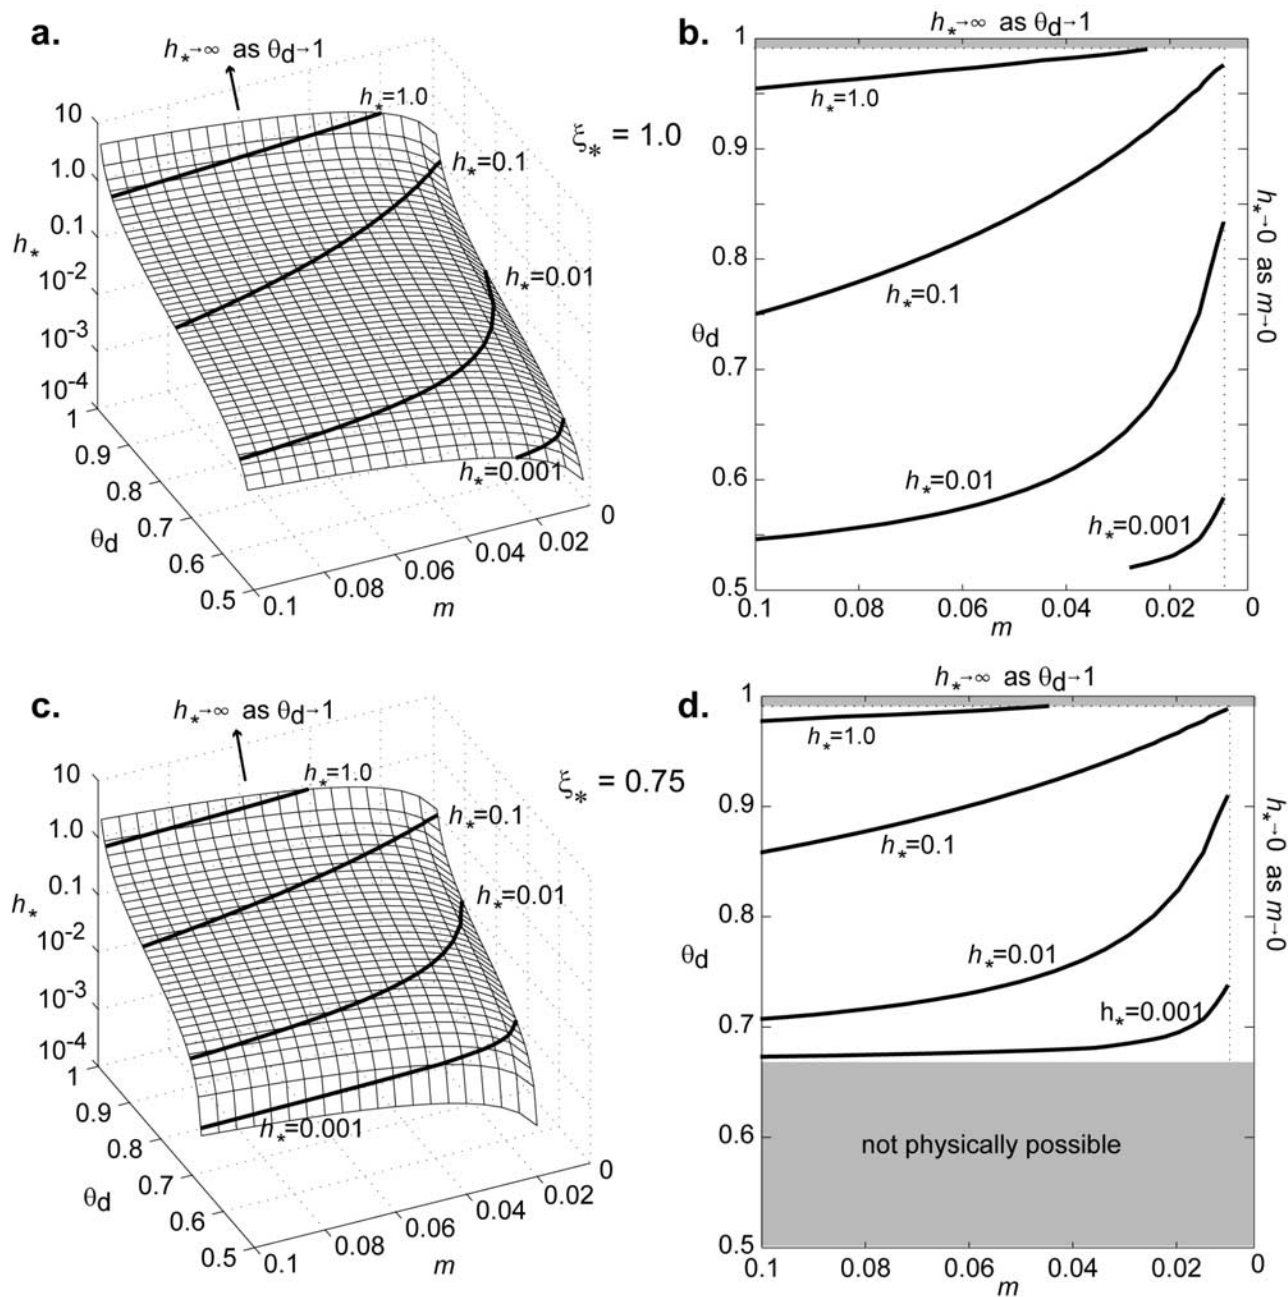 a.
h*→∞ as θd→1
h*=1.0
10
1.0
0.1
10-2
10-3
10-4
h*
h*=0.1
h*=0.01
h*=0.001
1
0.9
0.8
0.7
0.6
0.5
θd
0.1
0.08
0.06
0.04
0.02
0
m
ξ* = 1.0
b.
h*→∞ as θd→1
1
0.9
0.8
0.7
0.6
0.5
θd
h*=1.0
h*=0.1
h*=0.01
h*=0.001
h*→0 as m→0
0.1
0.08
0.06
0.04
0.02
0
m
c.
h*→∞ as θd→1
h*=1.0
10
1.0
0.1
10-2
10-3
10-4
h*
h*=0.1
h*=0.01
h*=0.001
1
0.9
0.8
0.7
0.6
0.5
θd
0.1
0.08
0.06
0.04
0.02
0
m
ξ* = 0.75
d.
h*→∞ as θd→1
1
0.9
0.8
0.7
0.6
0.5
θd
h*=1.0
h*=0.1
h*=0.01
h*=0.001
not physically possible
h*→0 as m→0
0.1
0.08
0.06
0.04
0.02
0
m